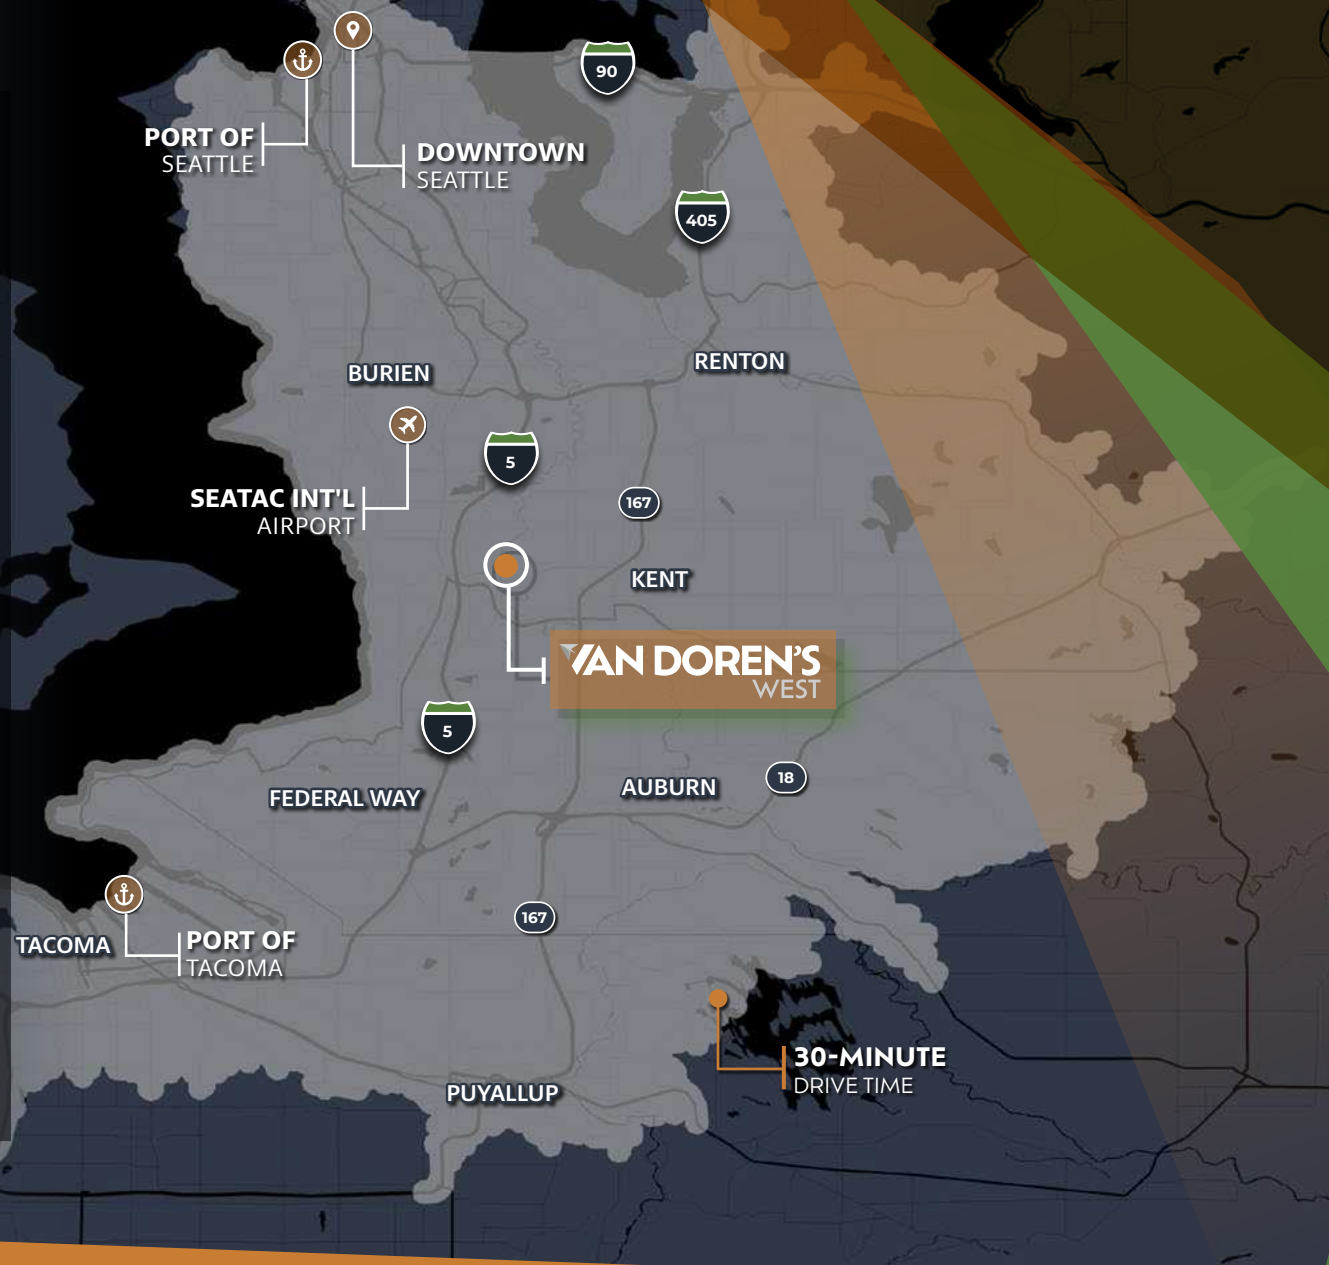 90
PORT OF
SEATTLE
DOWNTOWN
SEATTLE
405
RENTON
BURIEN
5
SEATAC INT'L
AIRPORT
167
KENT
VAN DOREN'S
WEST
5
18
AUBURN
FEDERAL WAY
167
TACOMA
PORT OF
TACOMA
30-MINUTE
DRIVE TIME
PUYALLUP